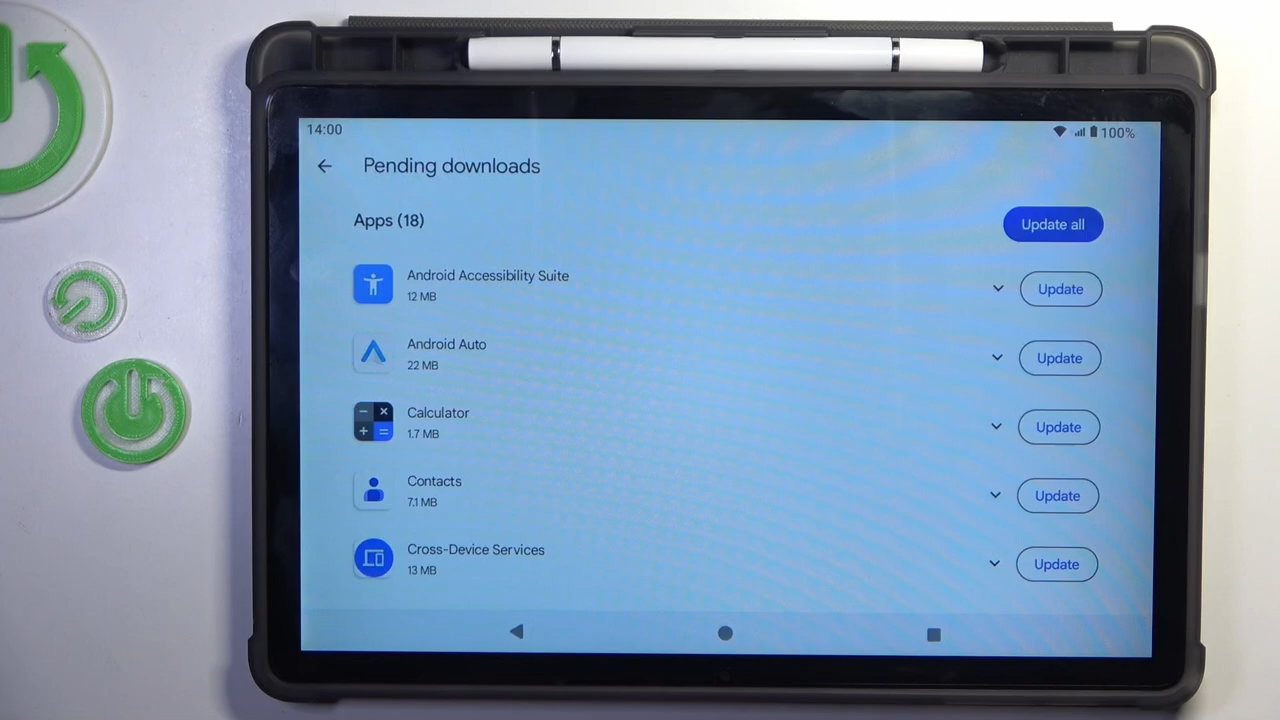 14:00
100%
Pending downloads
Apps (18)
Update all
Android Accessibility Suite
12 MB
Update
Android Auto
22 MB
Update
Calculator
1.7 MB
Update
Contacts
7.1 MB
Update
Cross-Device Services
13 MB
Update